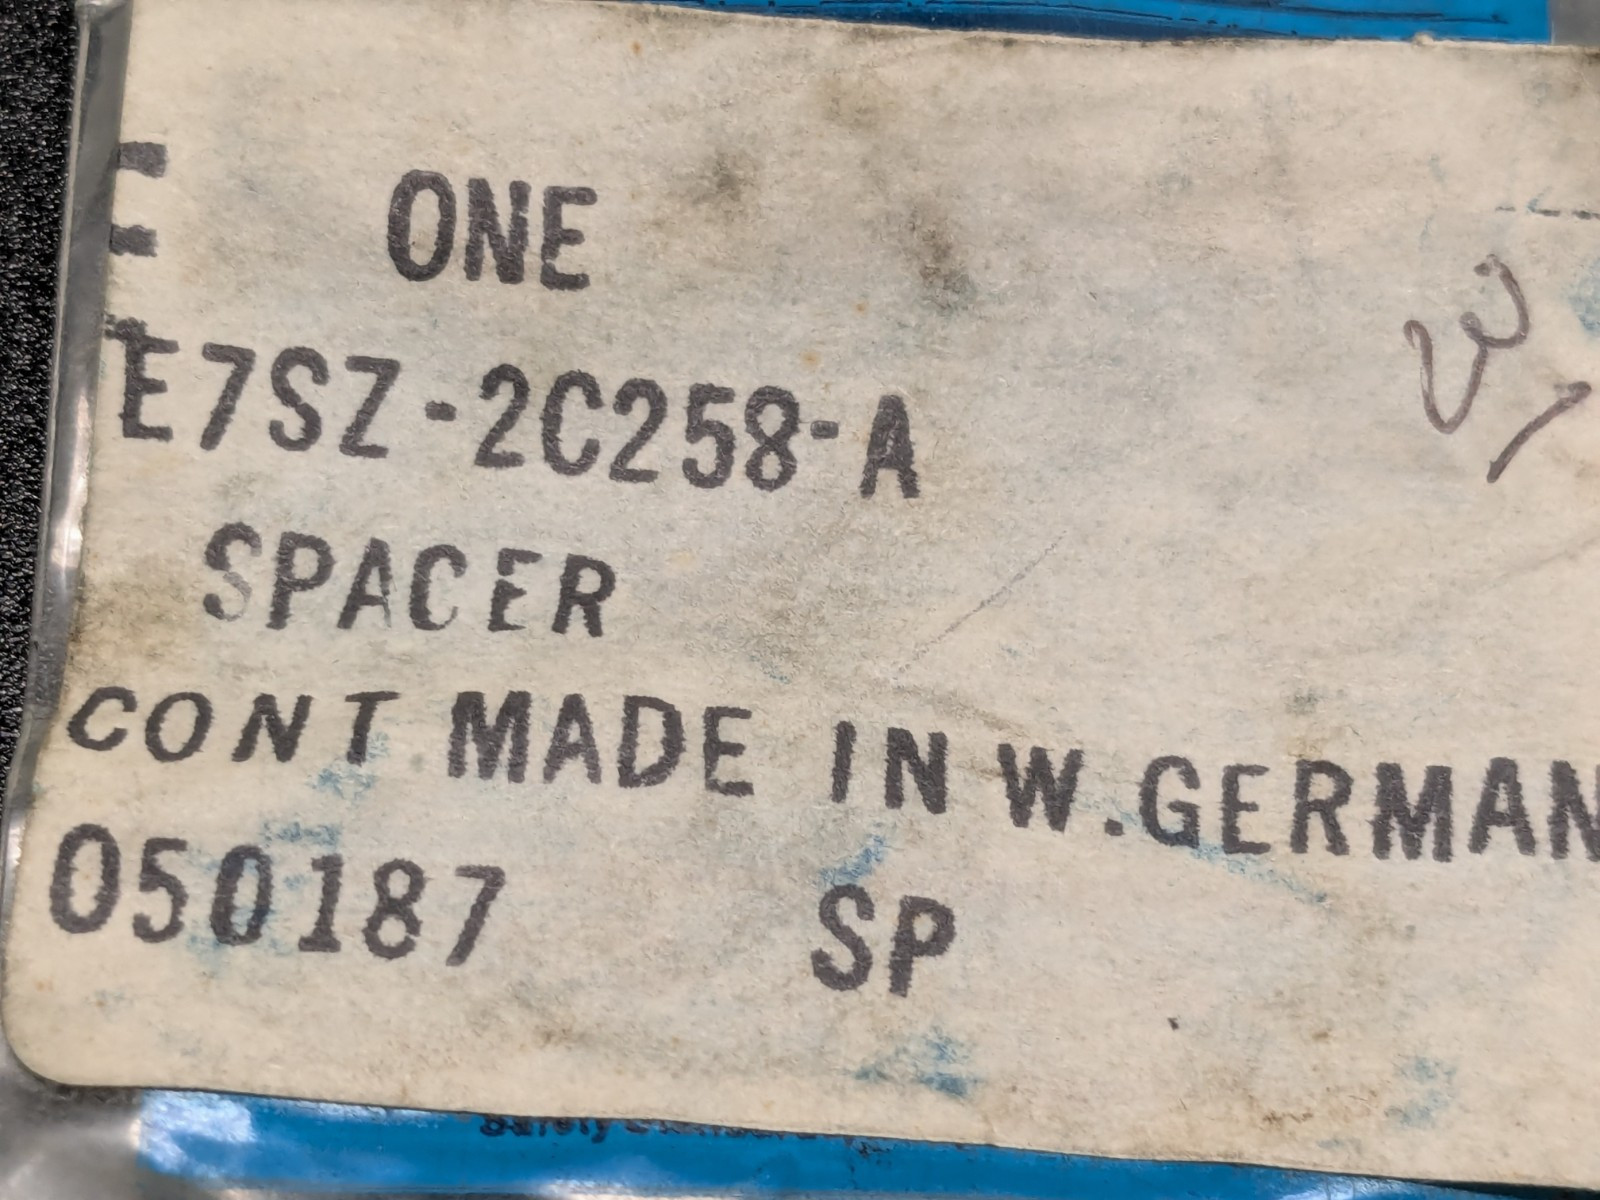 ONE
E7SZ-2C258-A
SPACER
CONT MADE IN W.GERMAN
050187 SP